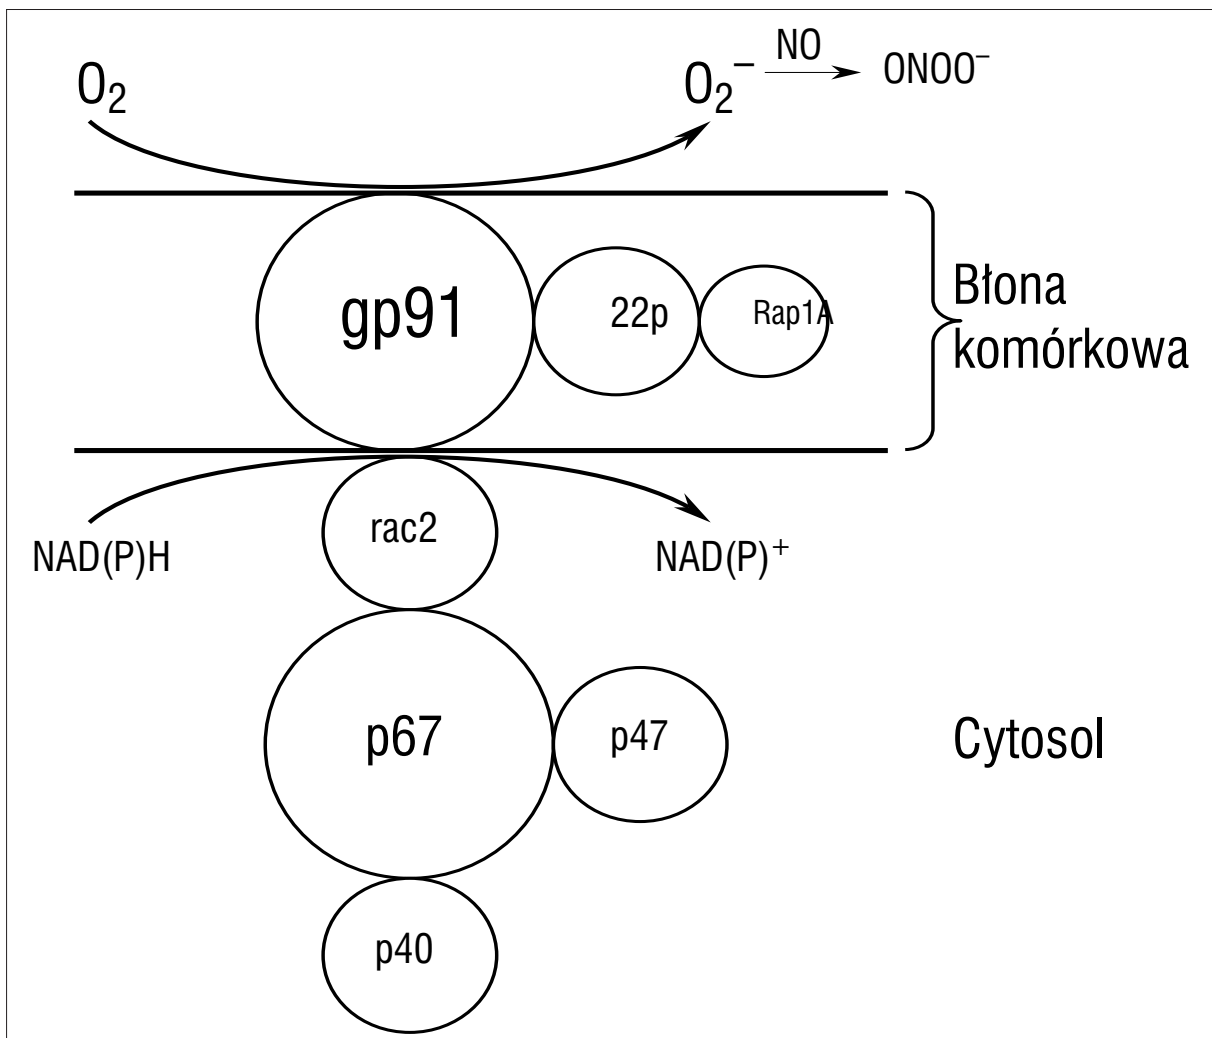 O₂
O₂⁻
NO
ONOO⁻
gp91
22p
Rap1A
Błona
komórkowa
rac2
NAD(P)H
NAD(P)⁺
p67
p47
Cytosol
p40